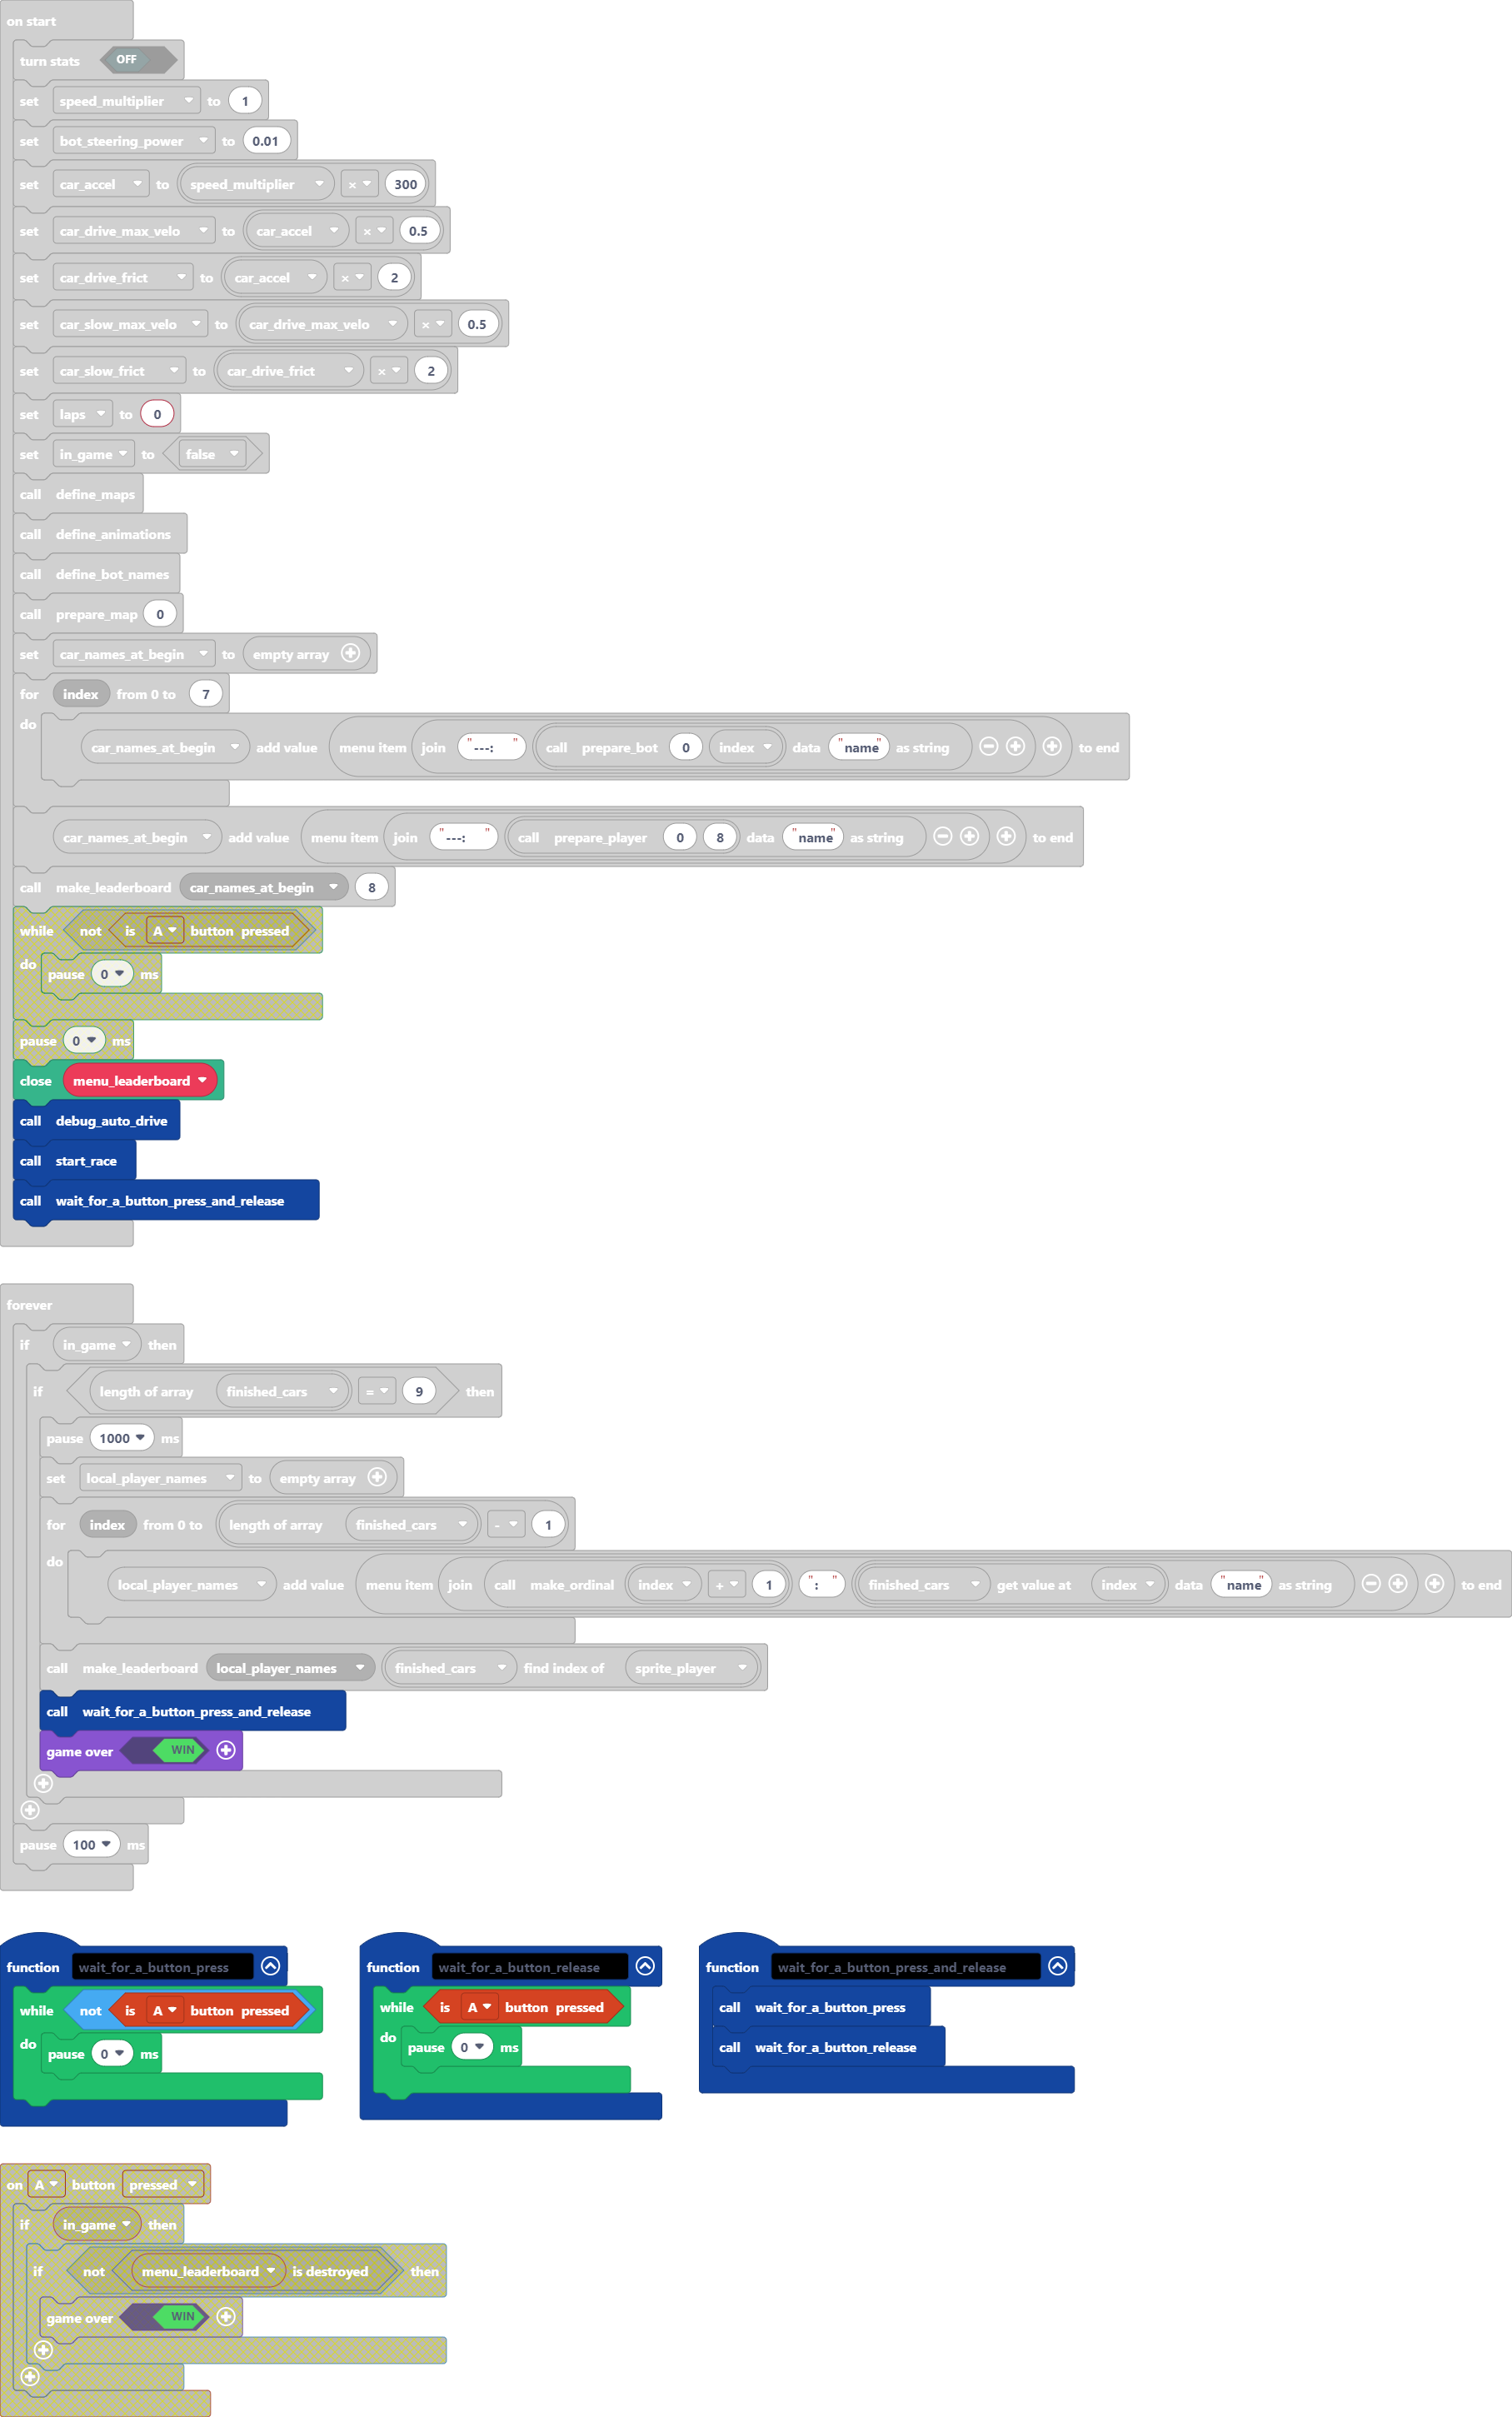 on start
turn stats OFF
set speed_multiplier to 1
set bot_steering_power to 0.01
set car_accel to speed_multiplier × 300
set car_drive_max_velo to car_accel × 0.5
set car_drive_frict to car_accel × 2
set car_slow_max_velo to car_drive_max_velo × 0.5
set car_slow_frict to car_drive_frict × 2
set laps to 0
set in_game to false
call define_maps
call define_animations
call define_bot_names
call prepare_map 0
set car_names_at_begin to empty array
for index from 0 to 7
do car_names_at_begin add value menu item join "---: " call prepare_bot 0 index data "name" as string to end
car_names_at_begin add value menu item join "---: " call prepare_player 0 8 data "name" as string to end
call make_leaderboard car_names_at_begin 8
while not is A button pressed
do pause 0 ms
pause 0 ms
close menu_leaderboard
call debug_auto_drive
call start_race
call wait_for_a_button_press_and_release
forever
if in_game then
if length of array finished_cars = 9 then
pause 1000 ms
set local_player_names to empty array
for index from 0 to length of array finished_cars - 1
do local_player_names add value menu item join call make_ordinal index + 1 ": " finished_cars get value at index data "name" as string to end
call make_leaderboard local_player_names finished_cars find index of sprite_player
call wait_for_a_button_press_and_release
game over WIN
pause 100 ms
function wait_for_a_button_press
while not is A button pressed
do pause 0 ms
function wait_for_a_button_release
while is A button pressed
do pause 0 ms
function wait_for_a_button_press_and_release
call wait_for_a_button_press
call wait_for_a_button_release
on A button pressed
if in_game then
if not menu_leaderboard is destroyed then
game over WIN